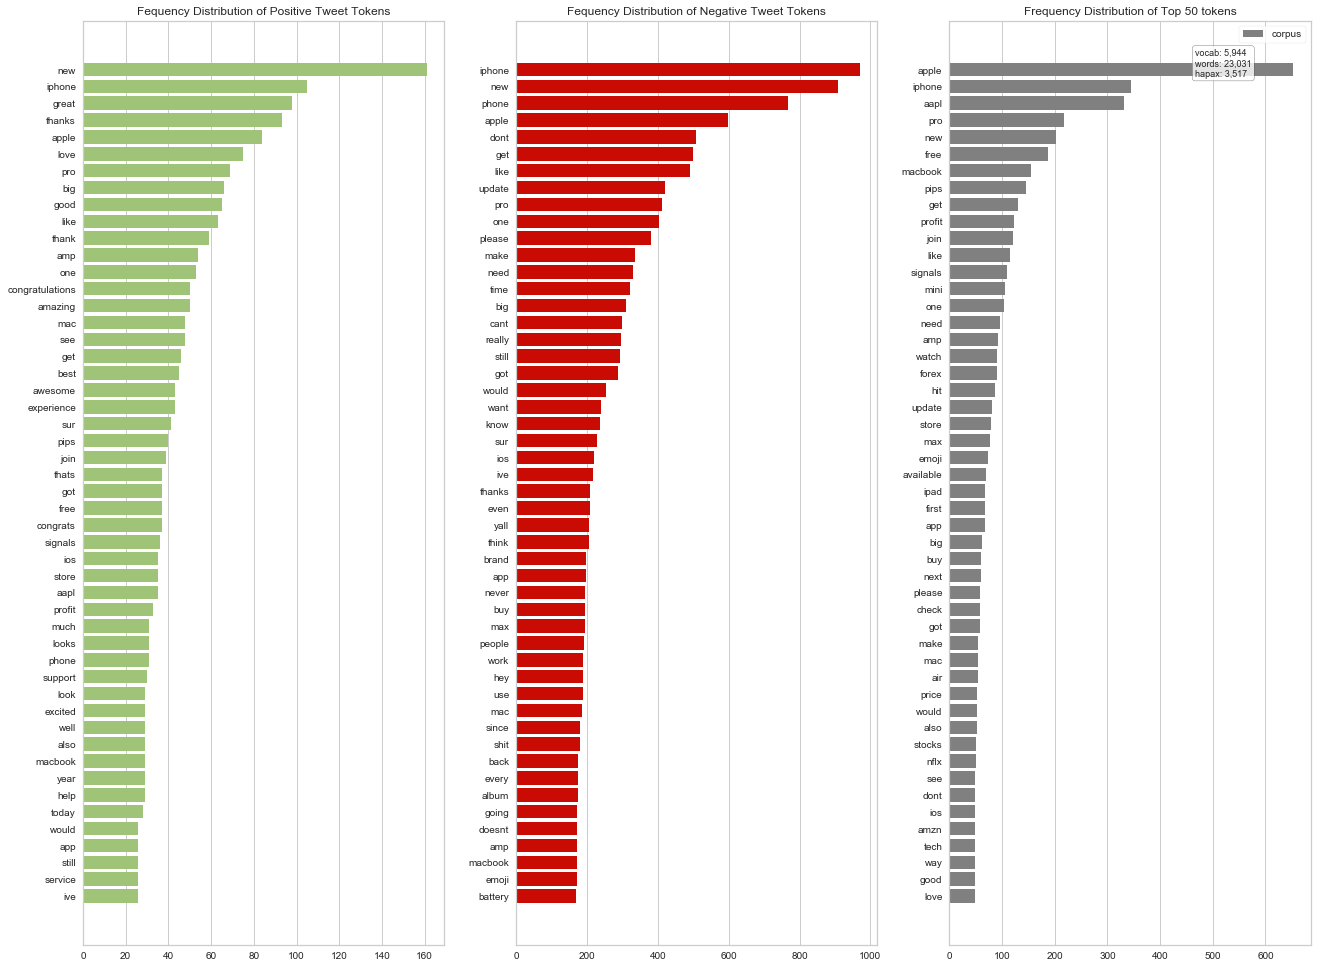 Fequency Distribution of Positive Tweet Tokens
new
iphone
great
thanks
apple
love
pro
big
good
like
thank
amp
one
congratulations
amazing
mac
see
get
best
awesome
experience
sur
pips
join
thats
got
free
congrats
signals
ios
store
aapl
profit
much
looks
phone
support
look
excited
well
also
macbook
year
help
today
would
app
still
service
ive
0 20 40 60 80 100 120 140 160
Fequency Distribution of Negative Tweet Tokens
iphone
new
phone
apple
dont
get
like
update
pro
one
please
make
need
time
big
cant
really
still
got
would
want
know
sur
ios
ive
thanks
even
yall
think
brand
app
never
buy
max
people
work
hey
use
mac
since
shit
back
every
album
going
doesnt
amp
macbook
emoji
battery
0 200 400 600 800 1000
Frequency Distribution of Top 50 tokens
corpus
vocab: 5,944
words: 23,031
hapax: 3,517
apple
iphone
aapl
pro
new
free
macbook
pips
get
profit
join
like
signals
mini
one
need
amp
watch
forex
hit
update
store
max
emoji
available
ipad
first
app
big
buy
next
please
check
got
make
mac
air
price
would
also
stocks
nflx
see
dont
ios
amzn
tech
way
good
love
0 100 200 300 400 500 600